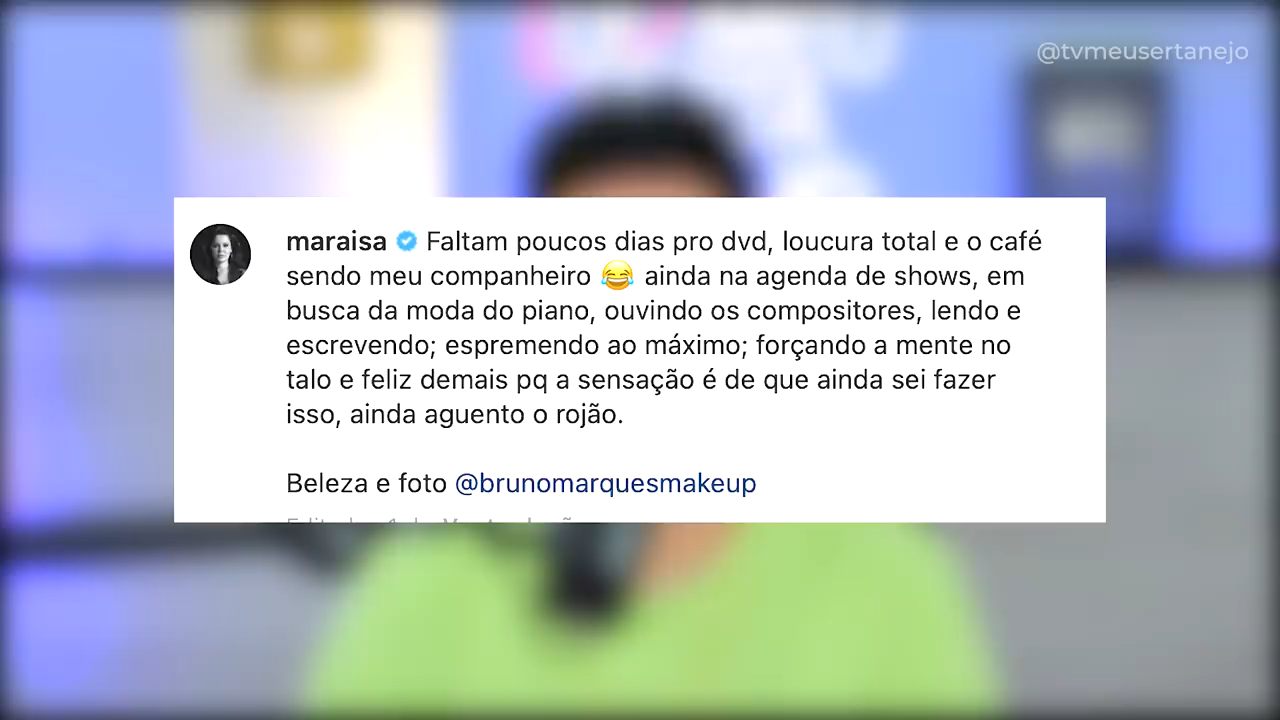 @tvmeusertanejo
maraisa Faltam poucos dias pro dvd, loucura total e o café
sendo meu companheiro 😂 ainda na agenda de shows, em
busca da moda do piano, ouvindo os compositores, lendo e
escrevendo; espremendo ao máximo; forçando a mente no
talo e feliz demais pq a sensação é de que ainda sei fazer
isso, ainda aguento o rojão.
Beleza e foto @brunomarquesmakeup